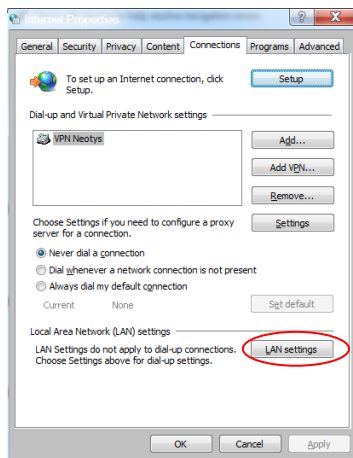 Internet Properties
General Security Privacy Content Connections Programs Advanced
To set up an Internet connection, click
Setup.
Setup
Dial-up and Virtual Private Network settings
VPN Neotys
Add...
Add VPN...
Remove...
Choose Settings if you need to configure a proxy
server for a connection.
Settings
Never dial a connection
Dial whenever a network connection is not present
Always dial my default connection
Current None
Set default
Local Area Network (LAN) settings
LAN Settings do not apply to dial-up connections.
Choose Settings above for dial-up settings.
LAN settings
OK Cancel Apply